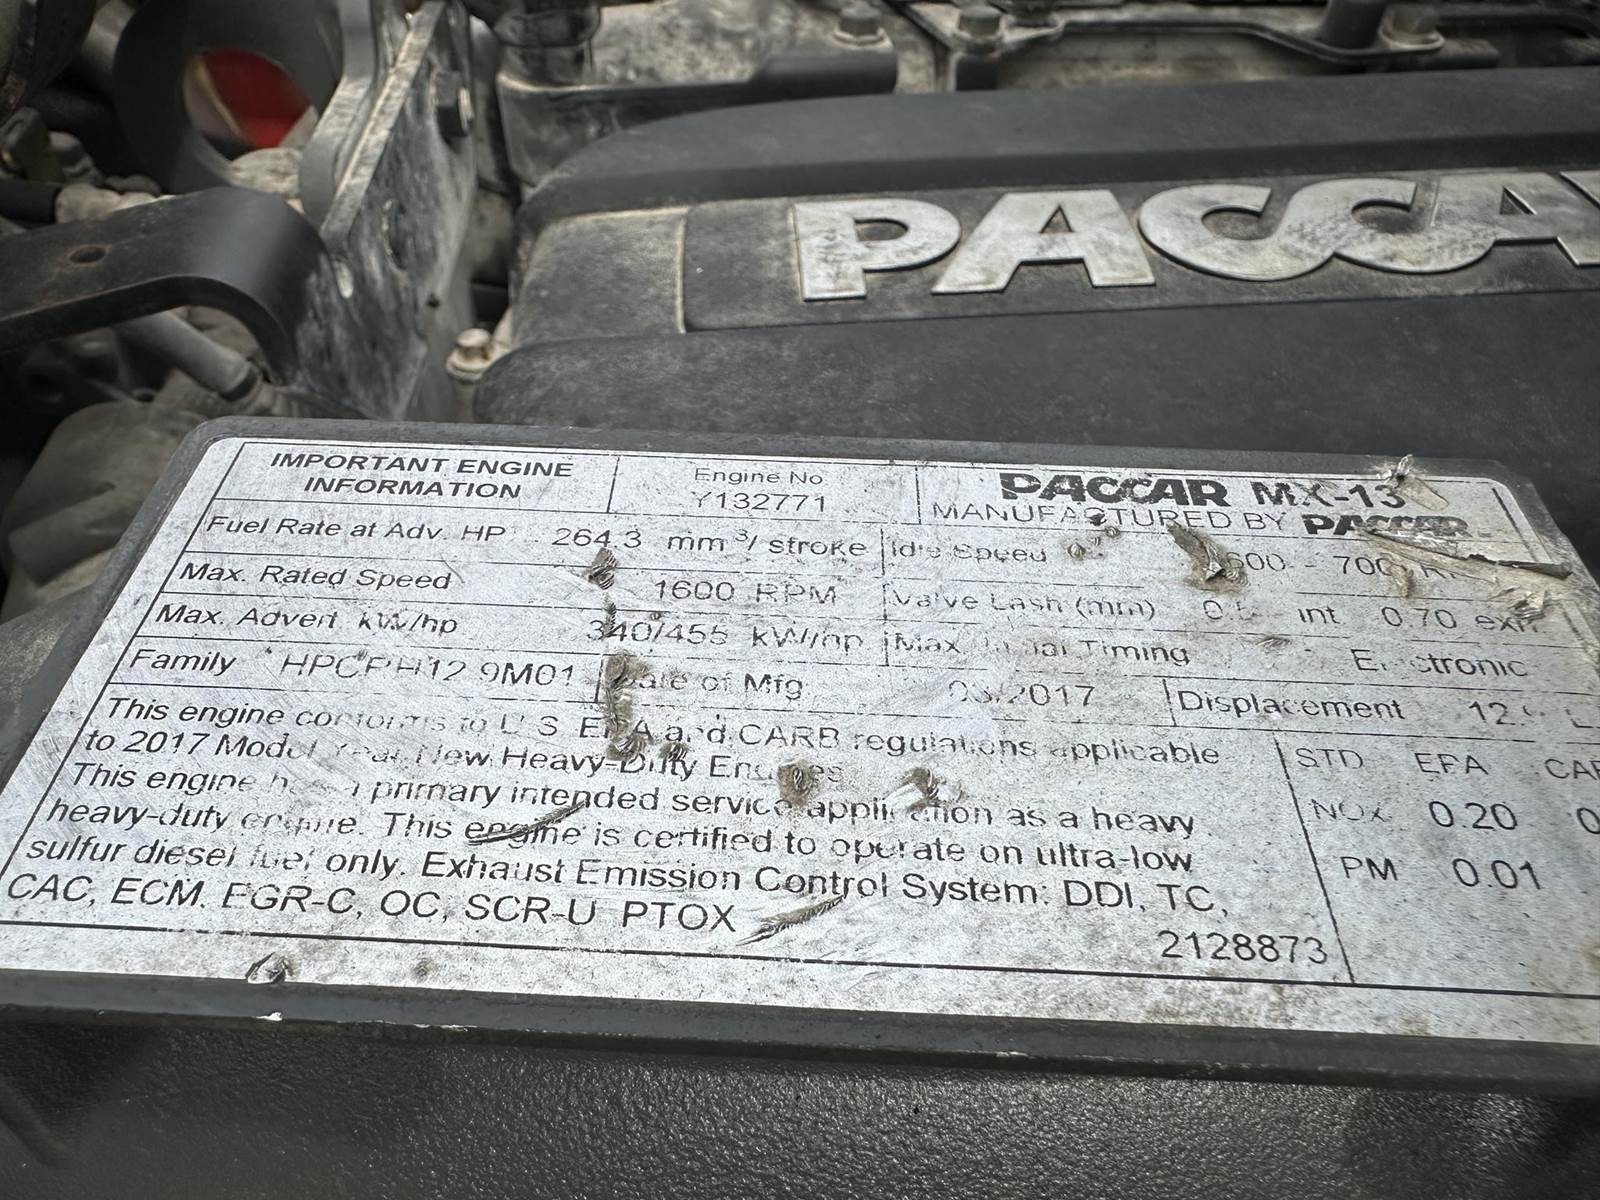 PACCA
IMPORTANT ENGINE
INFORMATION
Engine No.
Y132771
PACCAR MX-13
MANUFACTURED BY PACCAR
Fuel Rate at Adv. HP 264.3 mm³/ stroke
Idle Speed 600 - 700
Max. Rated Speed 1600 RPM
Valve Lash (mm) int 0.70 exh
Max. Advert kW/hp 340/455 kW/hp
Max. Timing Electronic
Family HPCRH12.9M01
Date of Mfg. /2017
Displacement
This engine conforms to U S EPA and CARB regulations applicable
to 2017 Model Year New Heavy-Duty Engines
This engine has a primary intended service application as a heavy
heavy-duty engine. This engine is certified to operate on ultra-low
sulfur diesel fuel only. Exhaust Emission Control System: DDI, TC,
CAC, ECM, EGR-C, OC, SCR-U PTOX
2128873
STD EPA
NOx 0.20
PM 0.01